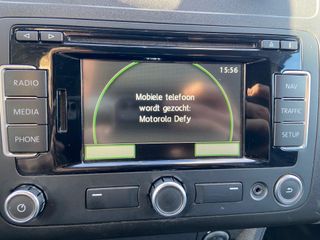 15:56
Mobiele telefoon
wordt gezocht:
Motorola Defy
RADIO
MEDIA
PHONE
NAV
TRAFFIC
SETUP